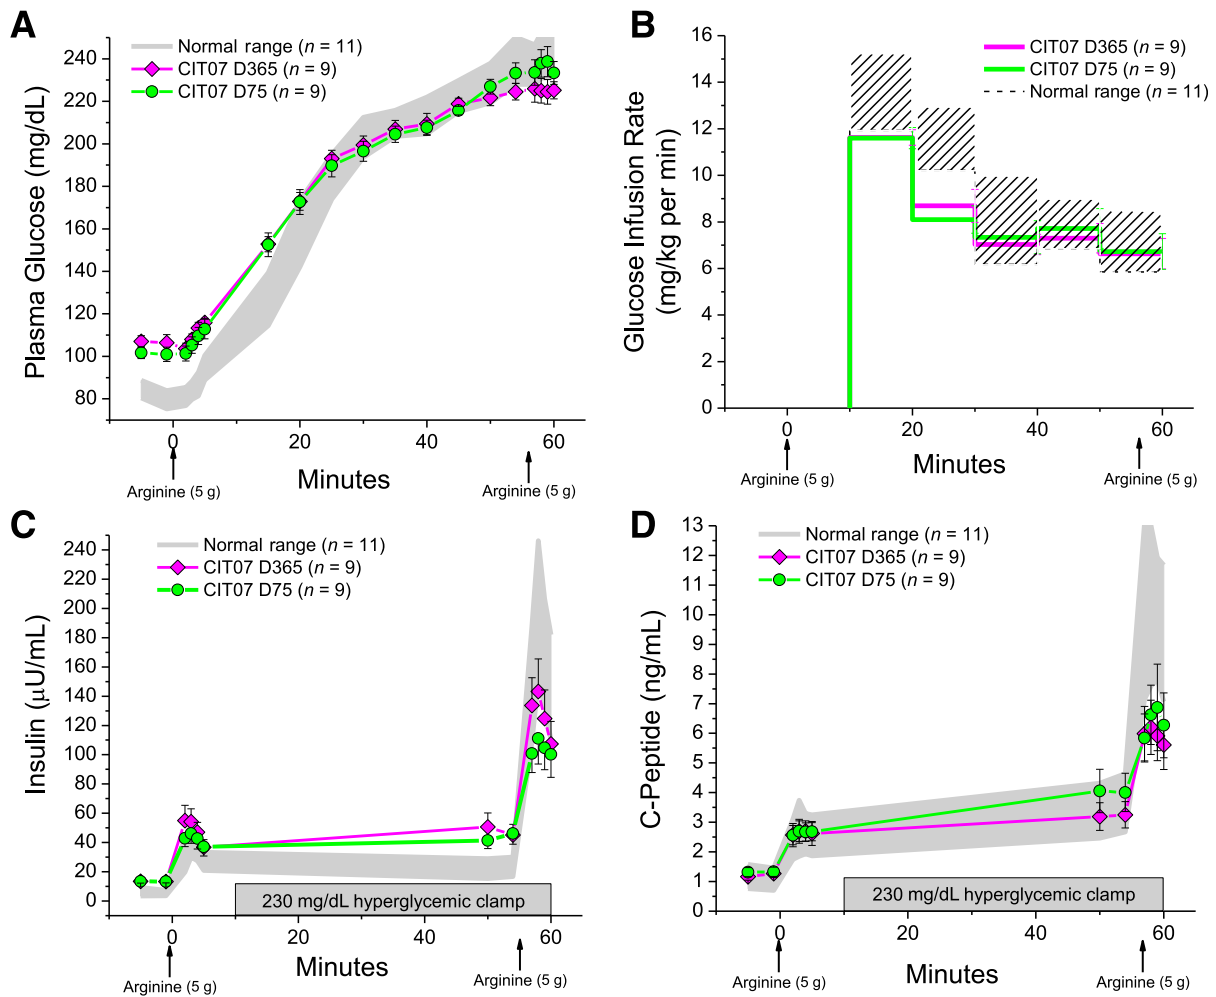 A
Normal range (n = 11)
CIT07 D365 (n = 9)
CIT07 D75 (n = 9)
Plasma Glucose (mg/dL)
240
220
200
180
160
140
120
100
80
0
20
40
60
Minutes
Arginine (5 g)
Arginine (5 g)
B
CIT07 D365 (n = 9)
CIT07 D75 (n = 9)
Normal range (n = 11)
Glucose Infusion Rate
(mg/kg per min)
16
14
12
10
8
6
4
2
0
0
20
40
60
Minutes
Arginine (5 g)
Arginine (5 g)
C
Normal range (n = 11)
CIT07 D365 (n = 9)
CIT07 D75 (n = 9)
Insulin (μU/mL)
240
220
200
180
160
140
120
100
80
60
40
20
0
230 mg/dL hyperglycemic clamp
0
20
40
60
Minutes
Arginine (5 g)
Arginine (5 g)
D
Normal range (n = 11)
CIT07 D365 (n = 9)
CIT07 D75 (n = 9)
C-Peptide (ng/mL)
13
12
11
10
9
8
7
6
5
4
3
2
1
0
230 mg/dL hyperglycemic clamp
0
20
40
60
Minutes
Arginine (5 g)
Arginine (5 g)